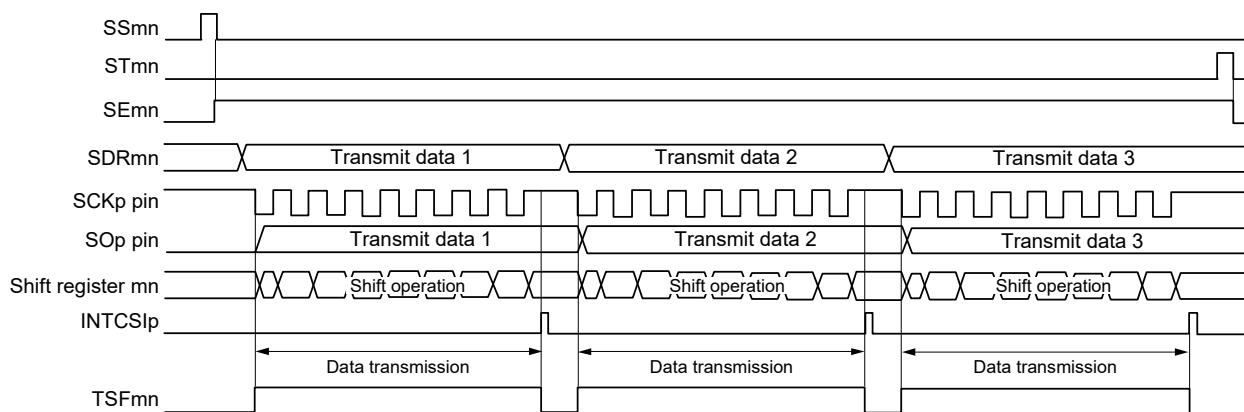 SSmn
STmn
SEmn
SDRmn Transmit data 1 Transmit data 2 Transmit data 3
SCKp pin
SOp pin Transmit data 1 Transmit data 2 Transmit data 3
Shift register mn Shift operation Shift operation Shift operation
INTCSIp
Data transmission Data transmission Data transmission
TSFmn